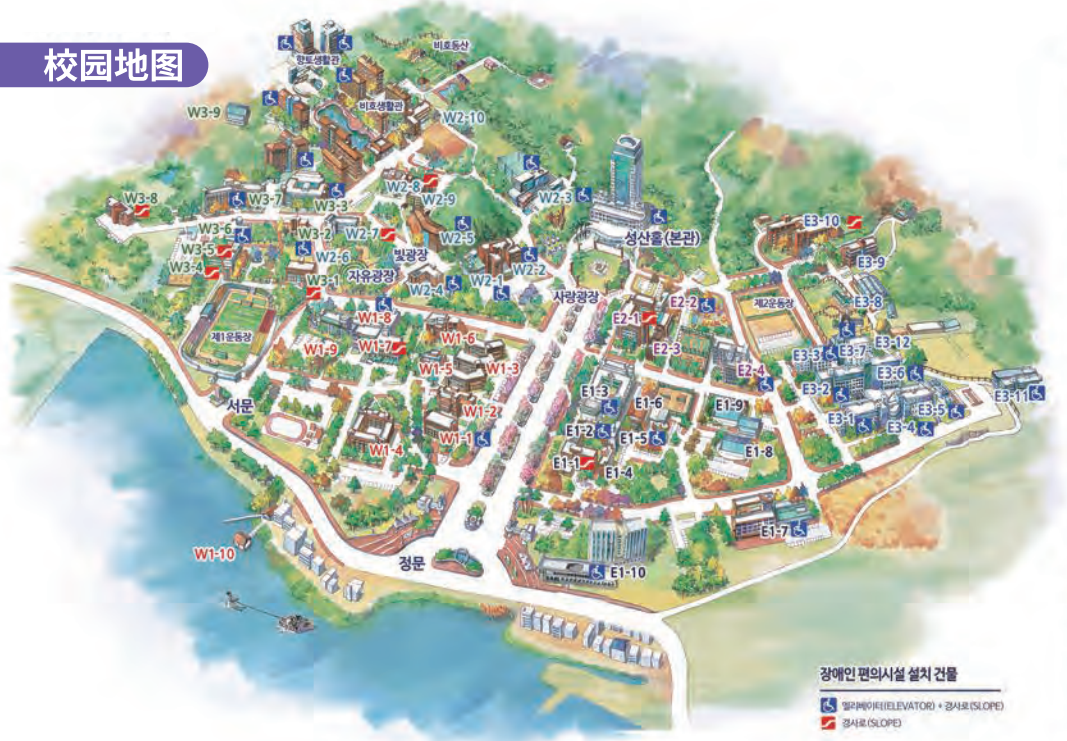 校园地图
향토생활관
비호동산
비호생활관
W3-9
W2-10
W2-8
W2-9
W2-3
W3-8
W3-7
W3-3
W3-6
W3-2
W2-7
W2-5
성산홀(본관)
E3-10
W3-5
W2-6
빛광장
W2-2
E3-9
W3-4
자유광장
W2-1
W3-1
W2-4
사랑광장
E2-2
제2운동장
E3-8
W1-8
E2-1
제1운동장
W1-6
W1-9
W1-7
E2-3
E3-12
E3-3
E3-7
W1-5
W1-3
E2-4
E3-6
E3-2
E3-11
서문
W1-2
E1-3
E1-6
E1-9
E3-5
E3-1
E3-4
W1-1
E1-2
E1-5
W1-4
E1-8
E1-1
E1-4
E1-7
W1-10
정문
E1-10
장애인 편의시설 설치 건물
엘리베이터(ELEVATOR) + 경사로(SLOPE)
경사로(SLOPE)